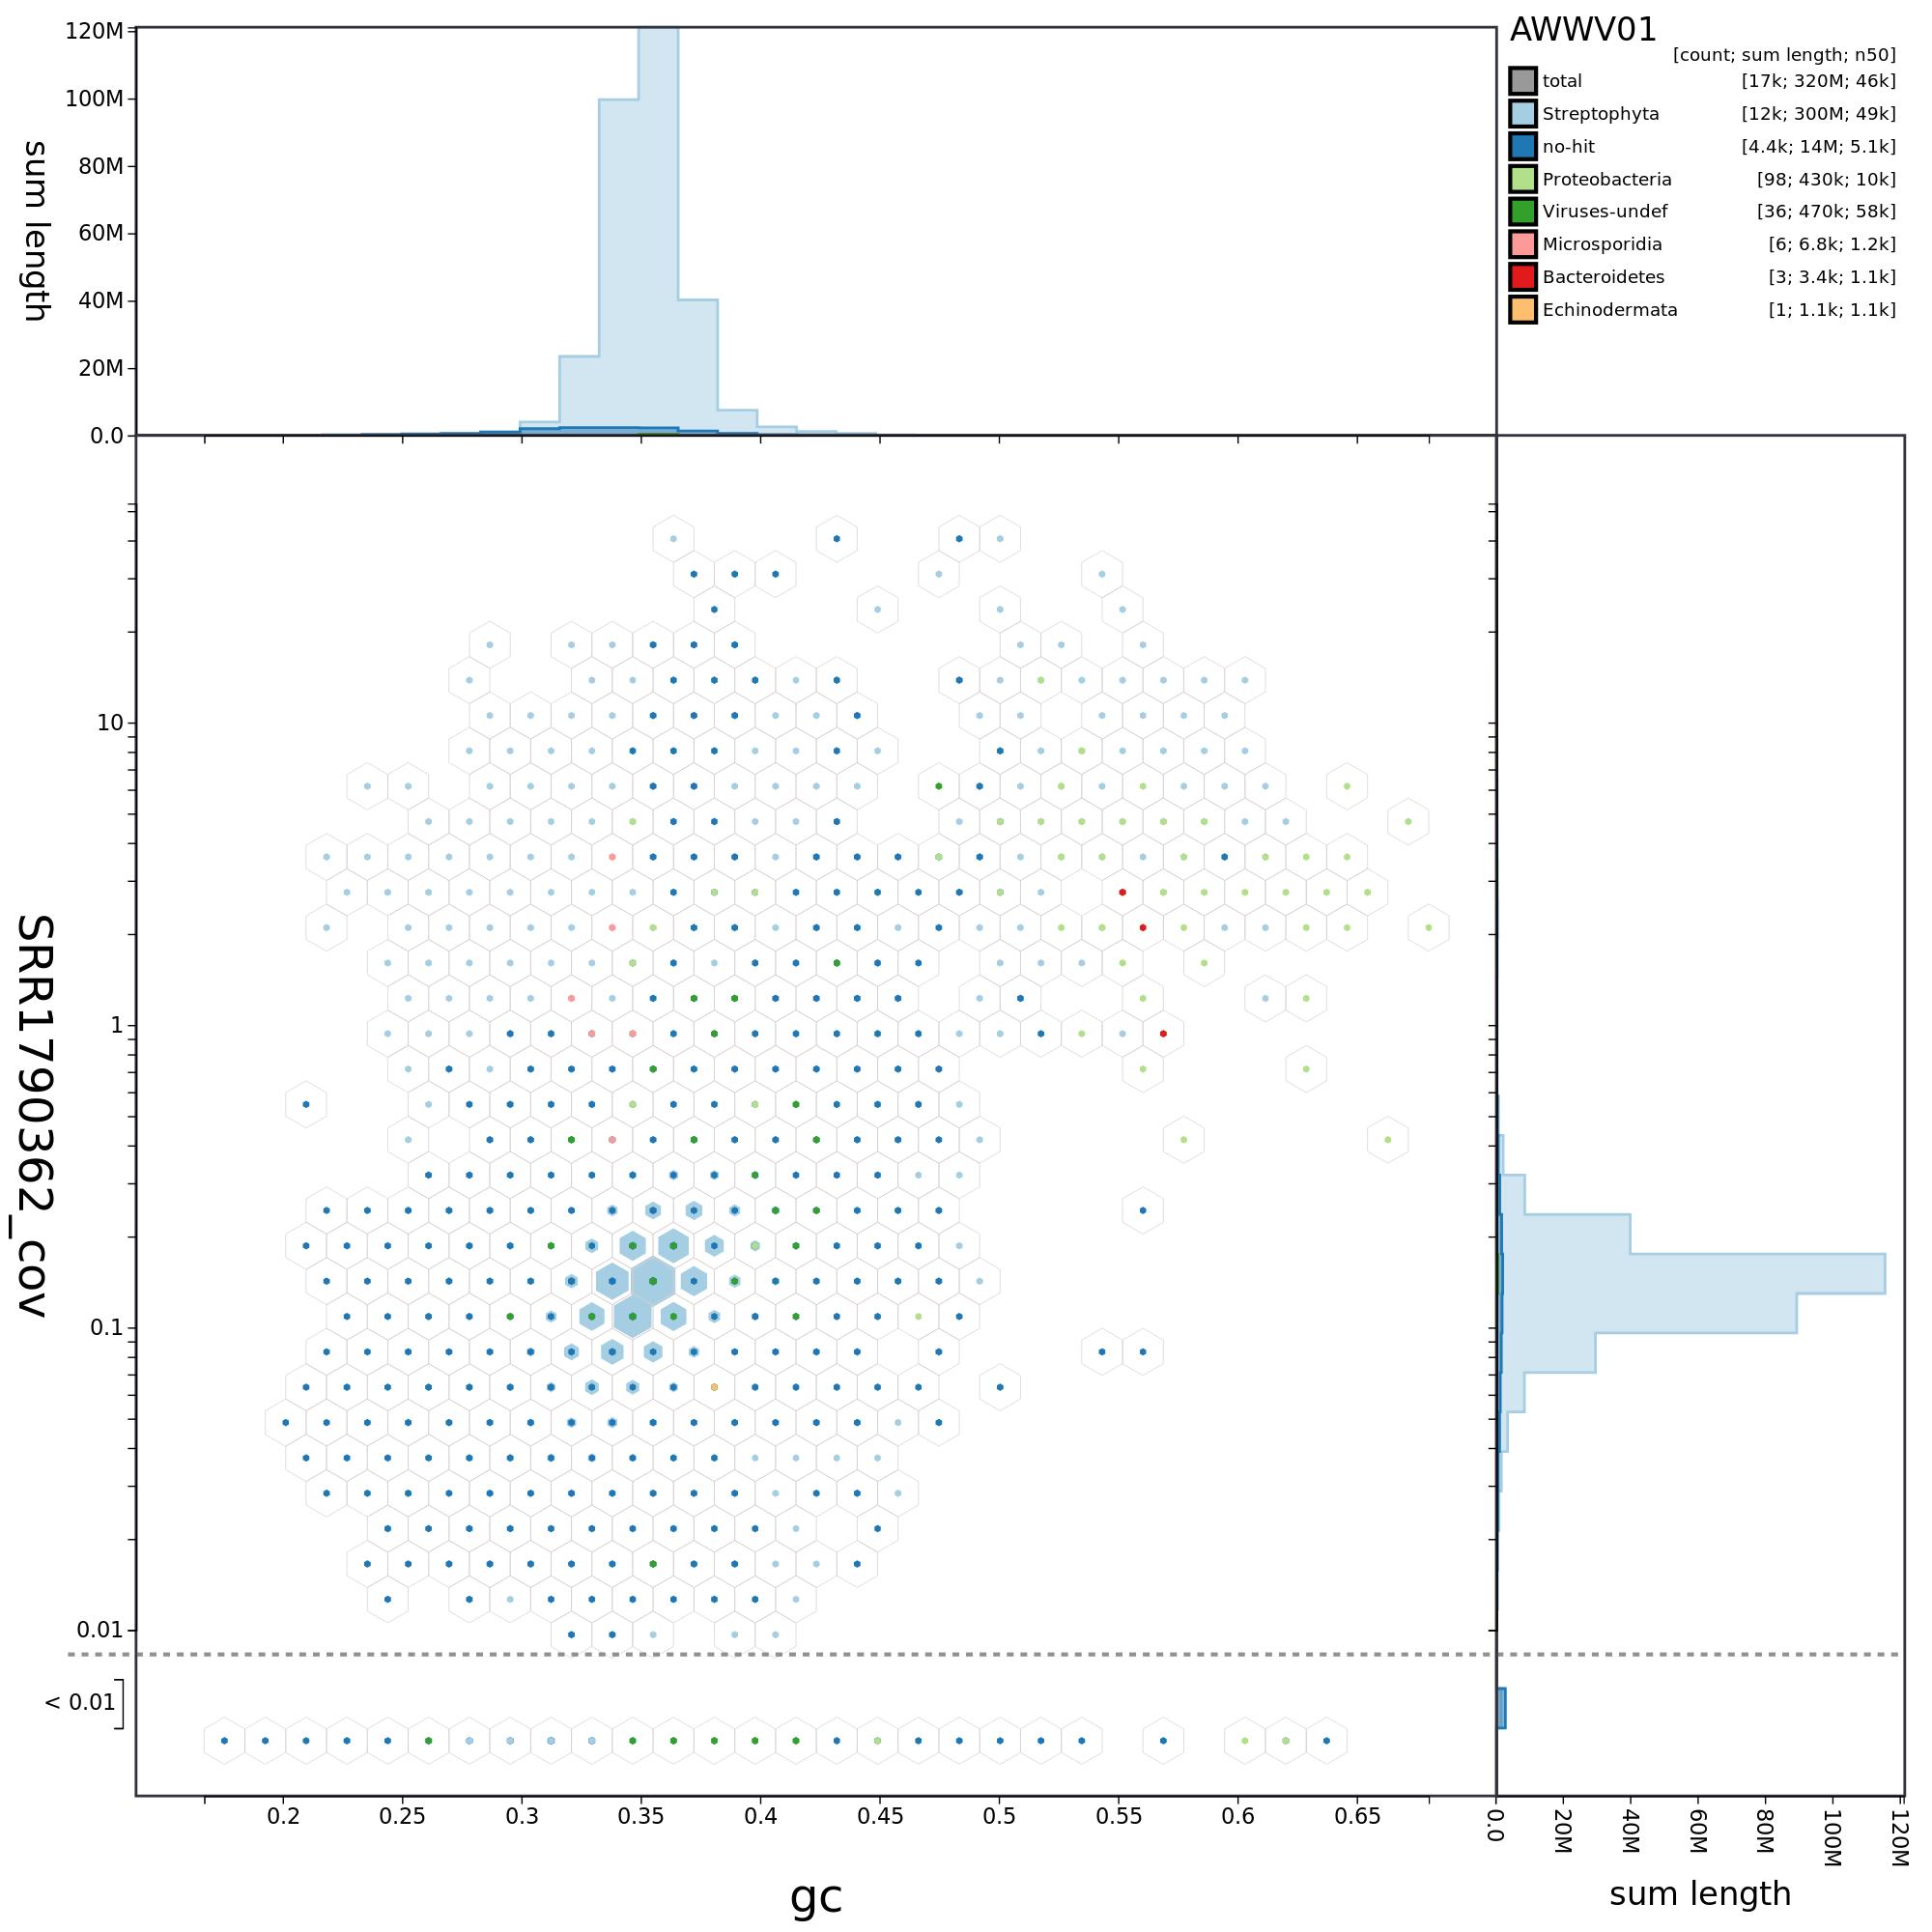 AWWV01
[count; sum length; n50]
total [17k; 320M; 46k]
Streptophyta [12k; 300M; 49k]
no-hit [4.4k; 14M; 5.1k]
Proteobacteria [98; 430k; 10k]
Viruses-undef [36; 470k; 58k]
Microsporidia [6; 6.8k; 1.2k]
Bacteroidetes [3; 3.4k; 1.1k]
Echinodermata [1; 1.1k; 1.1k]
sum length
120M
100M
80M
60M
40M
20M
0.0
SRR1790362_cov
10
1
0.1
0.01
< 0.01
0.2 0.25 0.3 0.35 0.4 0.45 0.5 0.55 0.6 0.65
gc
0.0 20M 40M 60M 80M 100M 120M
sum length